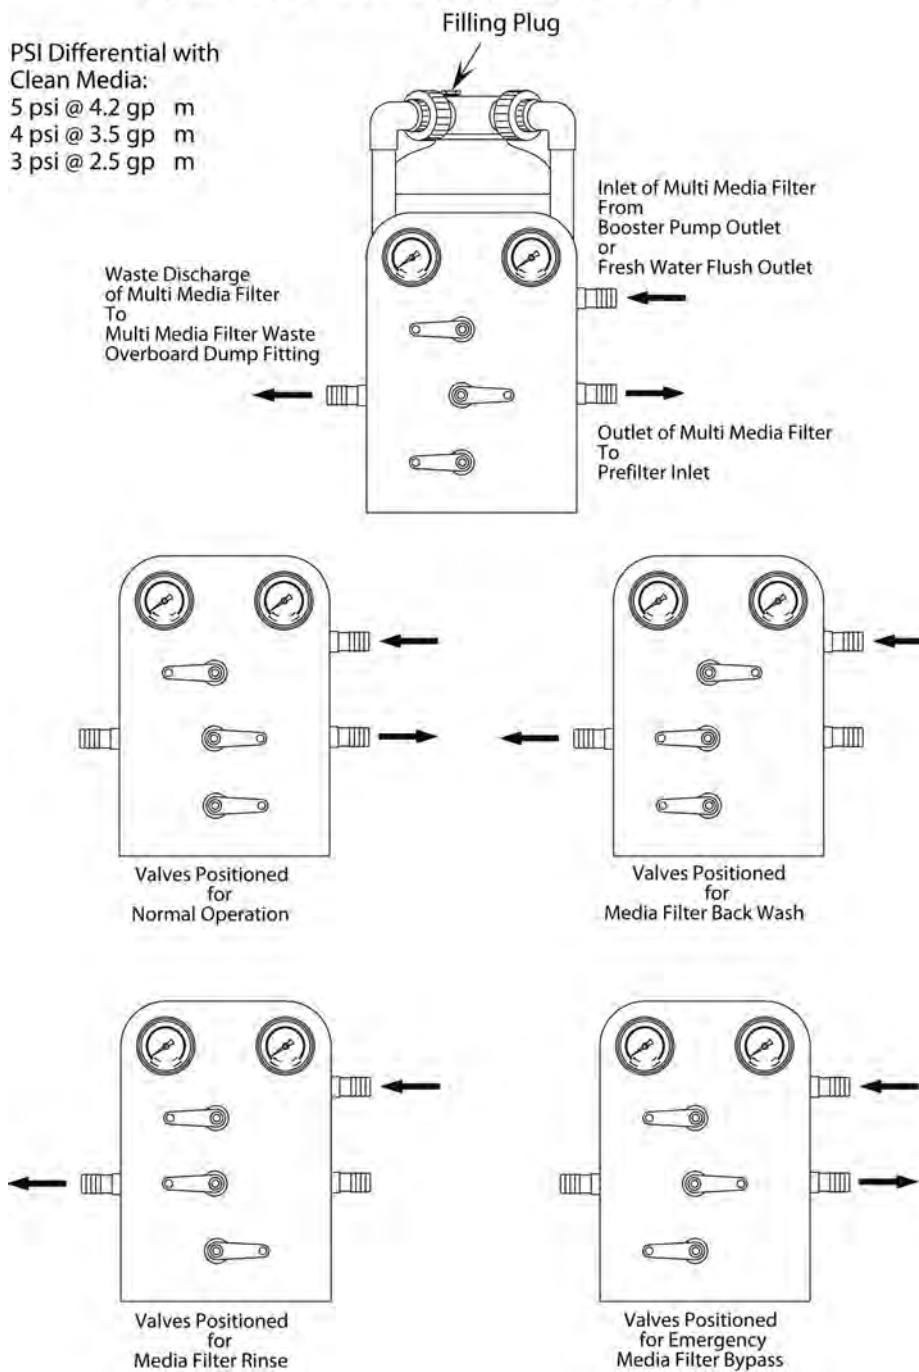 Filling Plug
PSI Differential with
Clean Media:
5 psi @ 4.2 gp m
4 psi @ 3.5 gp m
3 psi @ 2.5 gp m
Inlet of Multi Media Filter
From
Booster Pump Outlet
or
Fresh Water Flush Outlet
Waste Discharge
of Multi Media Filter
To
Multi Media Filter Waste
Overboard Dump Fitting
Outlet of Multi Media Filter
To
Prefilter Inlet
Valves Positioned
for
Normal Operation
Valves Positioned
for
Media Filter Back Wash
Valves Positioned
for
Media Filter Rinse
Valves Positioned
for Emergency
Media Filter Bypass